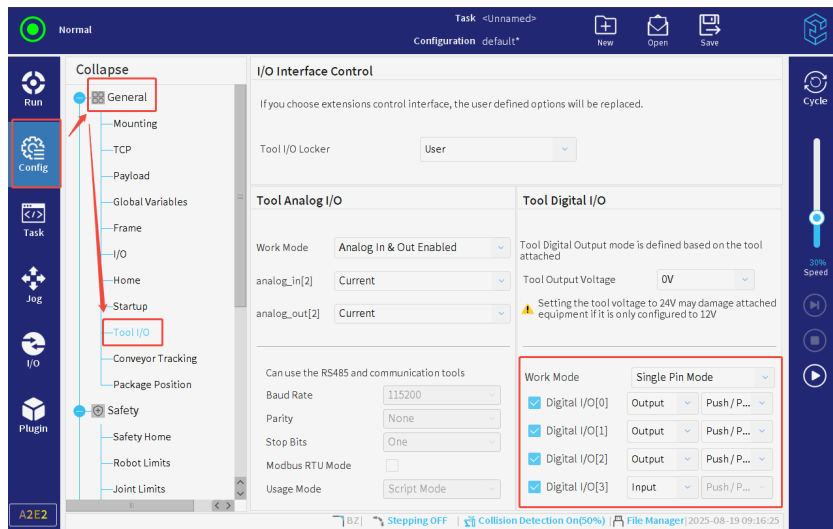 Normal
Task <Unnamed>
Configuration default*
New
Open
Save
Run
Config
Task
Jog
I/O
Plugin
A2E2
Collapse
General
Mounting
TCP
Payload
Global Variables
Frame
I/O
Home
Startup
Tool I/O
Conveyor Tracking
Package Position
Safety
Safety Home
Robot Limits
Joint Limits
I/O Interface Control
If you choose extensions control interface, the user defined options will be replaced.
Tool I/O Locker User
Tool Analog I/O
Work Mode Analog In & Out Enabled
analog_in[2] Current
analog_out[2] Current
Can use the RS485 and communication tools
Baud Rate 115200
Parity None
Stop Bits One
Modbus RTU Mode
Usage Mode Script Mode
Tool Digital I/O
Tool Digital Output mode is defined based on the tool
attached
Tool Output Voltage 0V
Setting the tool voltage to 24V may damage attached
equipment if it is only configured to 12V
Work Mode Single Pin Mode
Digital I/O[0] Output Push/P...
Digital I/O[1] Output Push/P...
Digital I/O[2] Output Push/P...
Digital I/O[3] Input Push/P...
Cycle
30%
Speed
BZ| Stepping OFF | Collision Detection On(50%) | File Manager| 2025-08-19 09:16:25